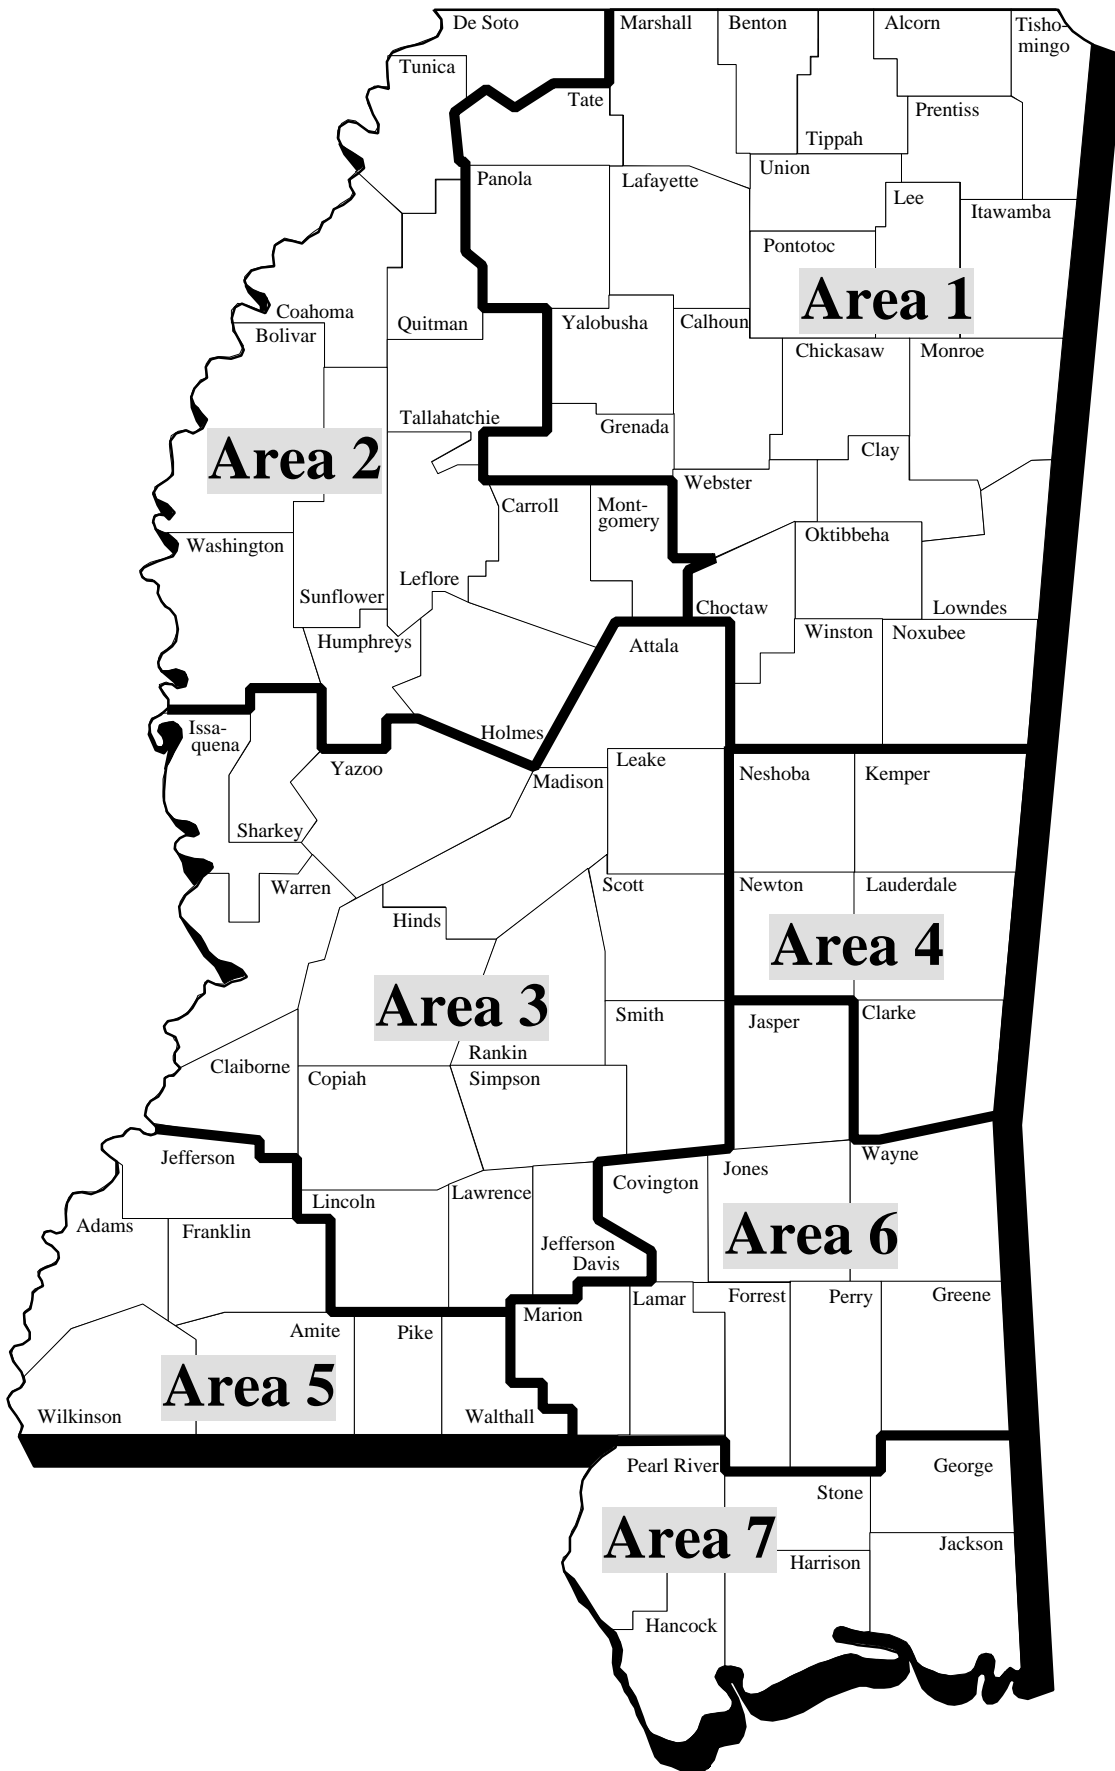 De Soto
Marshall
Benton
Alcorn
Tisho-
mingo
Tunica
Tate
Prentiss
Tippah
Panola
Lafayette
Union
Lee
Itawamba
Pontotoc
Area 1
Coahoma
Bolivar
Quitman
Yalobusha
Calhoun
Chickasaw
Monroe
Tallahatchie
Grenada
Area 2
Clay
Webster
Carroll
Mont-
gomery
Oktibbeha
Washington
Leflore
Sunflower
Choctaw
Lowndes
Humphreys
Attala
Winston
Noxubee
Issa-
quena
Holmes
Yazoo
Madison
Leake
Neshoba
Kemper
Sharkey
Warren
Scott
Newton
Lauderdale
Hinds
Area 4
Area 3
Smith
Jasper
Clarke
Claiborne
Rankin
Copiah
Simpson
Jefferson
Wayne
Jones
Covington
Lawrence
Lincoln
Adams
Franklin
Area 6
Jefferson
Davis
Lamar
Forrest
Perry
Greene
Marion
Amite
Pike
Area 5
Wilkinson
Walthall
Pearl River
George
Stone
Area 7
Jackson
Harrison
Hancock